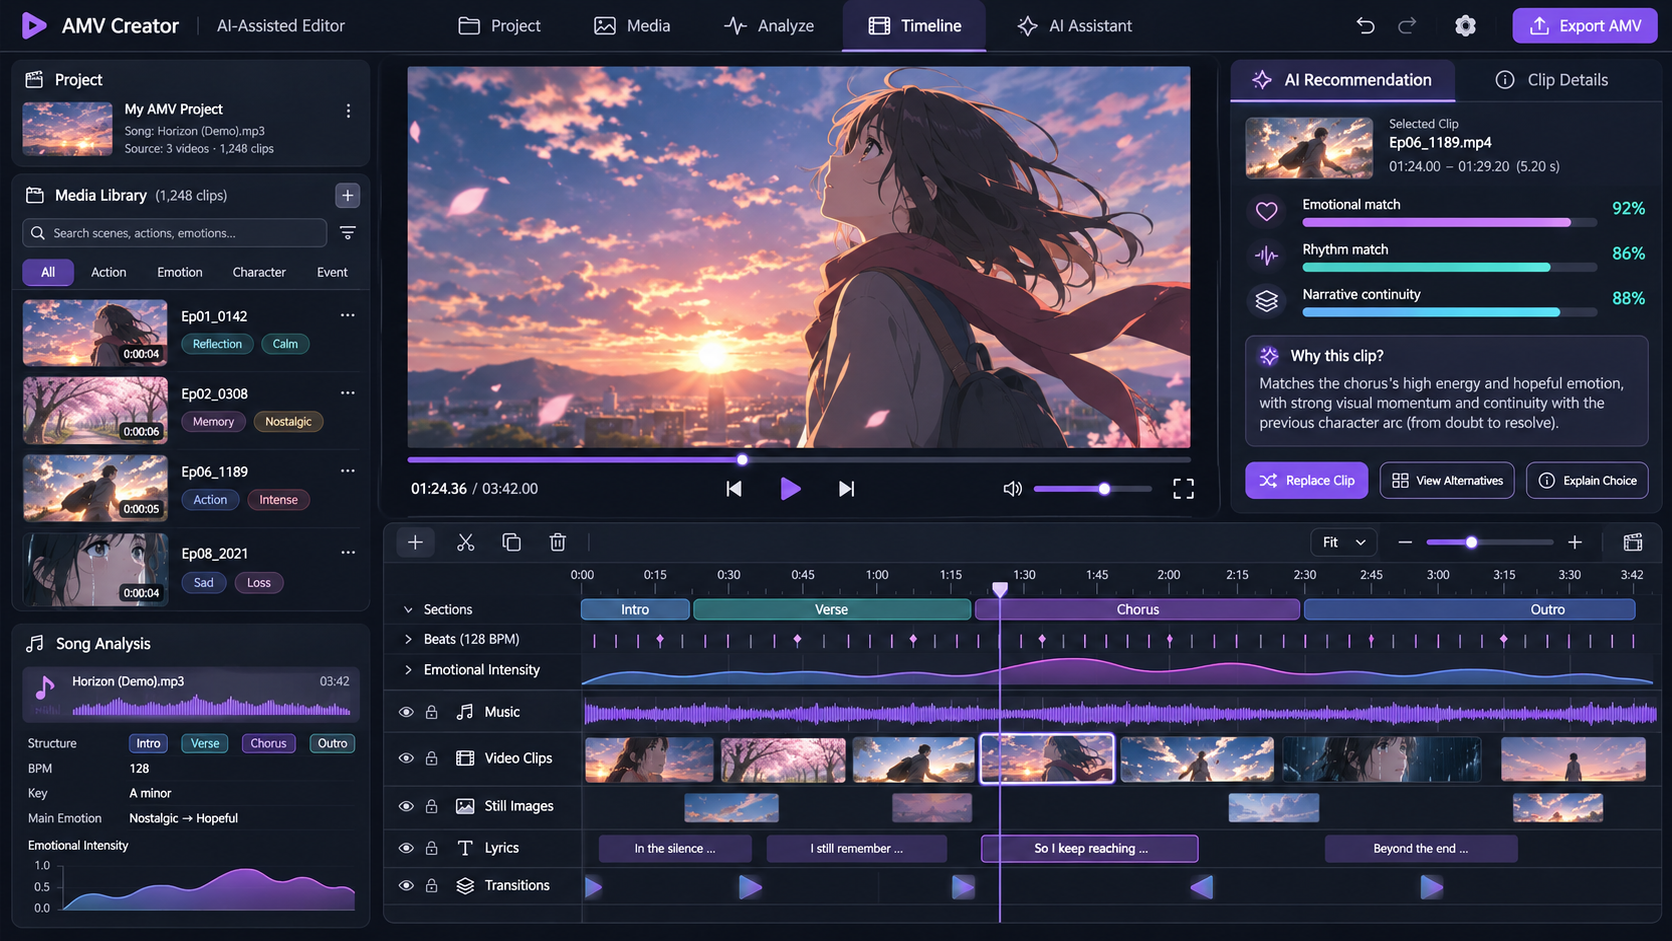 AMV Creator
AI-Assisted Editor
Project
Media
Analyze
Timeline
AI Assistant
Export AMV
Project
My AMV Project
Song: Horizon (Demo).mp3
Source: 3 videos · 1,248 clips
Media Library (1,248 clips)
Search scenes, actions, emotions...
All
Action
Emotion
Character
Event
Ep01_0142
Reflection
Calm
0:00:04
Ep02_0308
Memory
Nostalgic
0:00:06
Ep06_1189
Action
Intense
0:00:05
Ep08_2021
Sad
Loss
0:00:04
Song Analysis
Horizon (Demo).mp3
03:42
Structure
Intro
Verse
Chorus
Outro
BPM
128
Key
A minor
Main Emotion
Nostalgic → Hopeful
Emotional Intensity
1.0
0.5
0.0
01:24.36 / 03:42.00
AI Recommendation
Clip Details
Selected Clip
Ep06_1189.mp4
01:24.00 – 01:29.20 (5.20 s)
Emotional match
92%
Rhythm match
86%
Narrative continuity
88%
Why this clip?
Matches the chorus's high energy and hopeful emotion,
with strong visual momentum and continuity with the
previous character arc (from doubt to resolve).
Replace Clip
View Alternatives
Explain Choice
Fit
0:00
0:15
0:30
0:45
1:00
1:15
1:30
1:45
2:00
2:15
2:30
2:45
3:00
3:15
3:30
3:42
Sections
Intro
Verse
Chorus
Outro
Beats (128 BPM)
Emotional Intensity
Music
Video Clips
Still Images
Lyrics
In the silence ...
I still remember ...
So I keep reaching ...
Beyond the end ...
Transitions